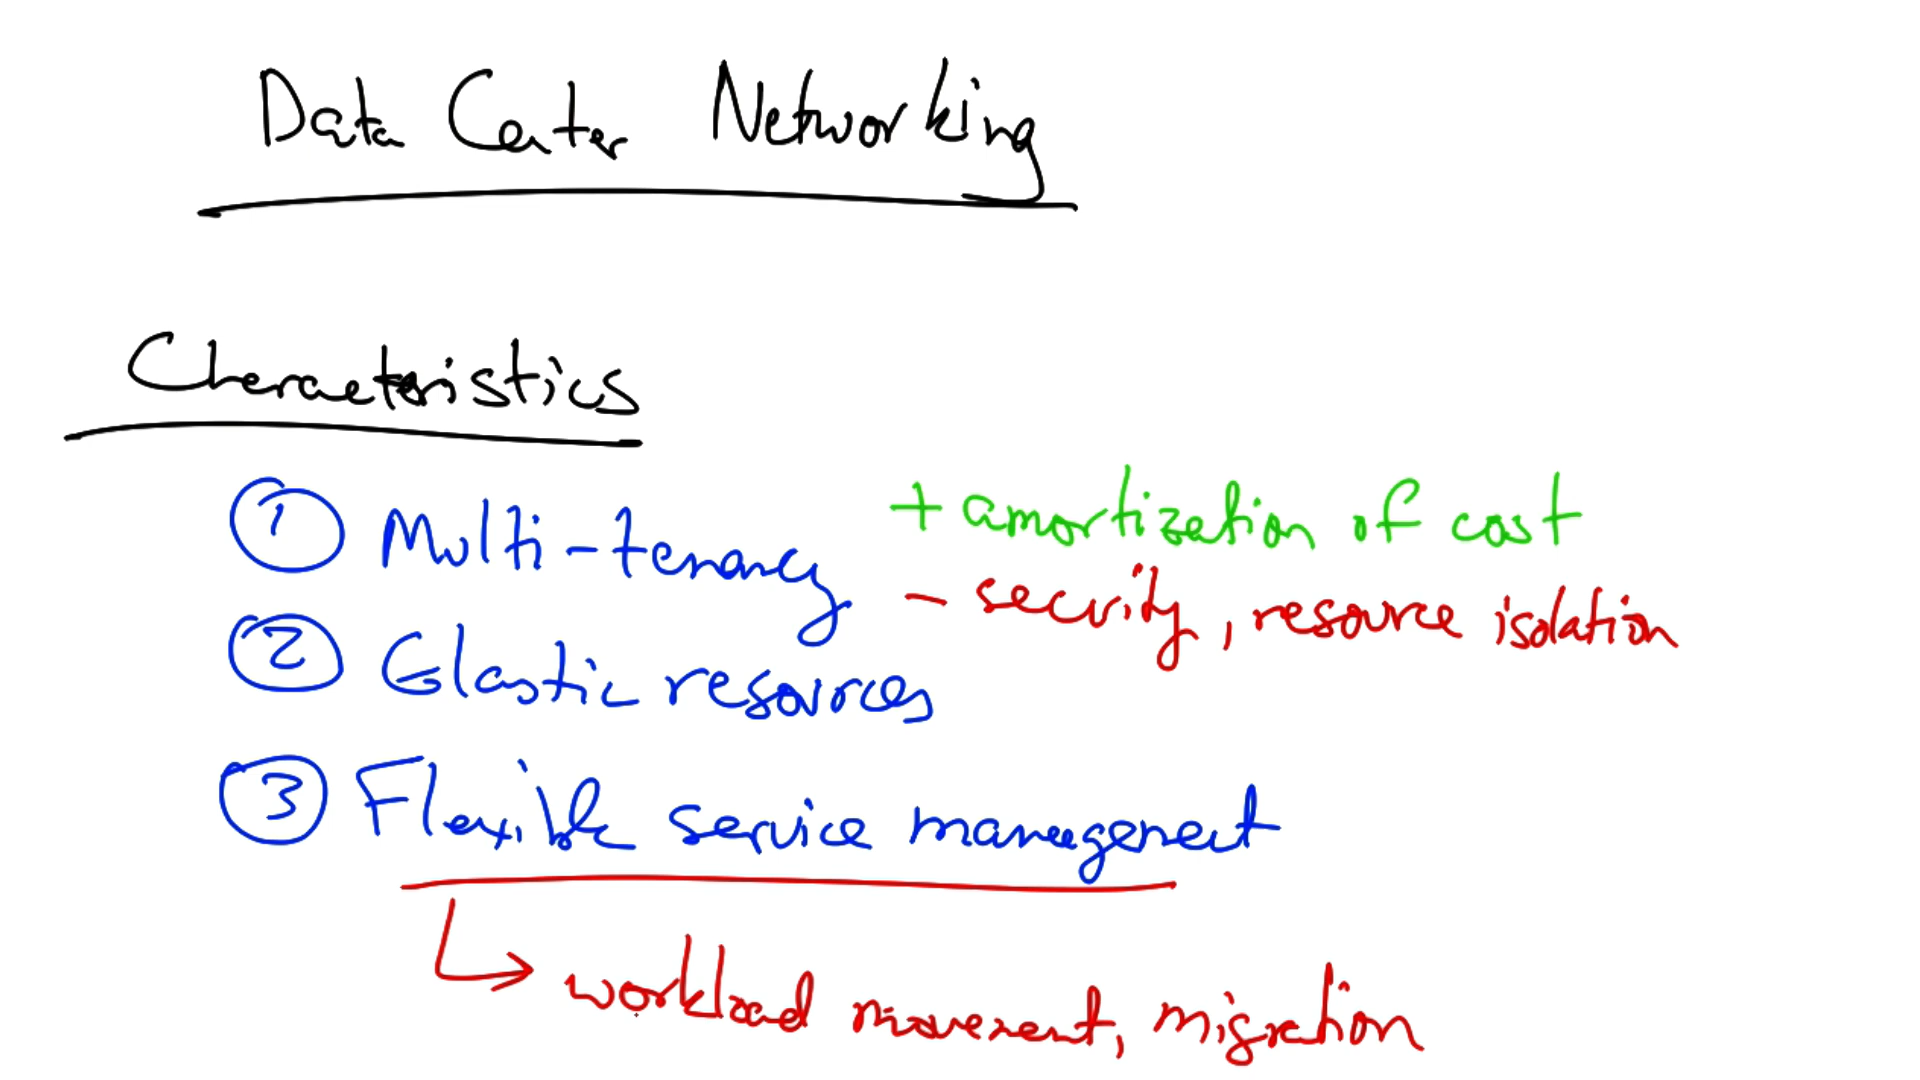 Data Center Networking
Characteristics
1 Multi-tenancy
+ amortization of cost
- security, resource isolation
2 Elastic resources
3 Flexible service management
→ workload movement, migration